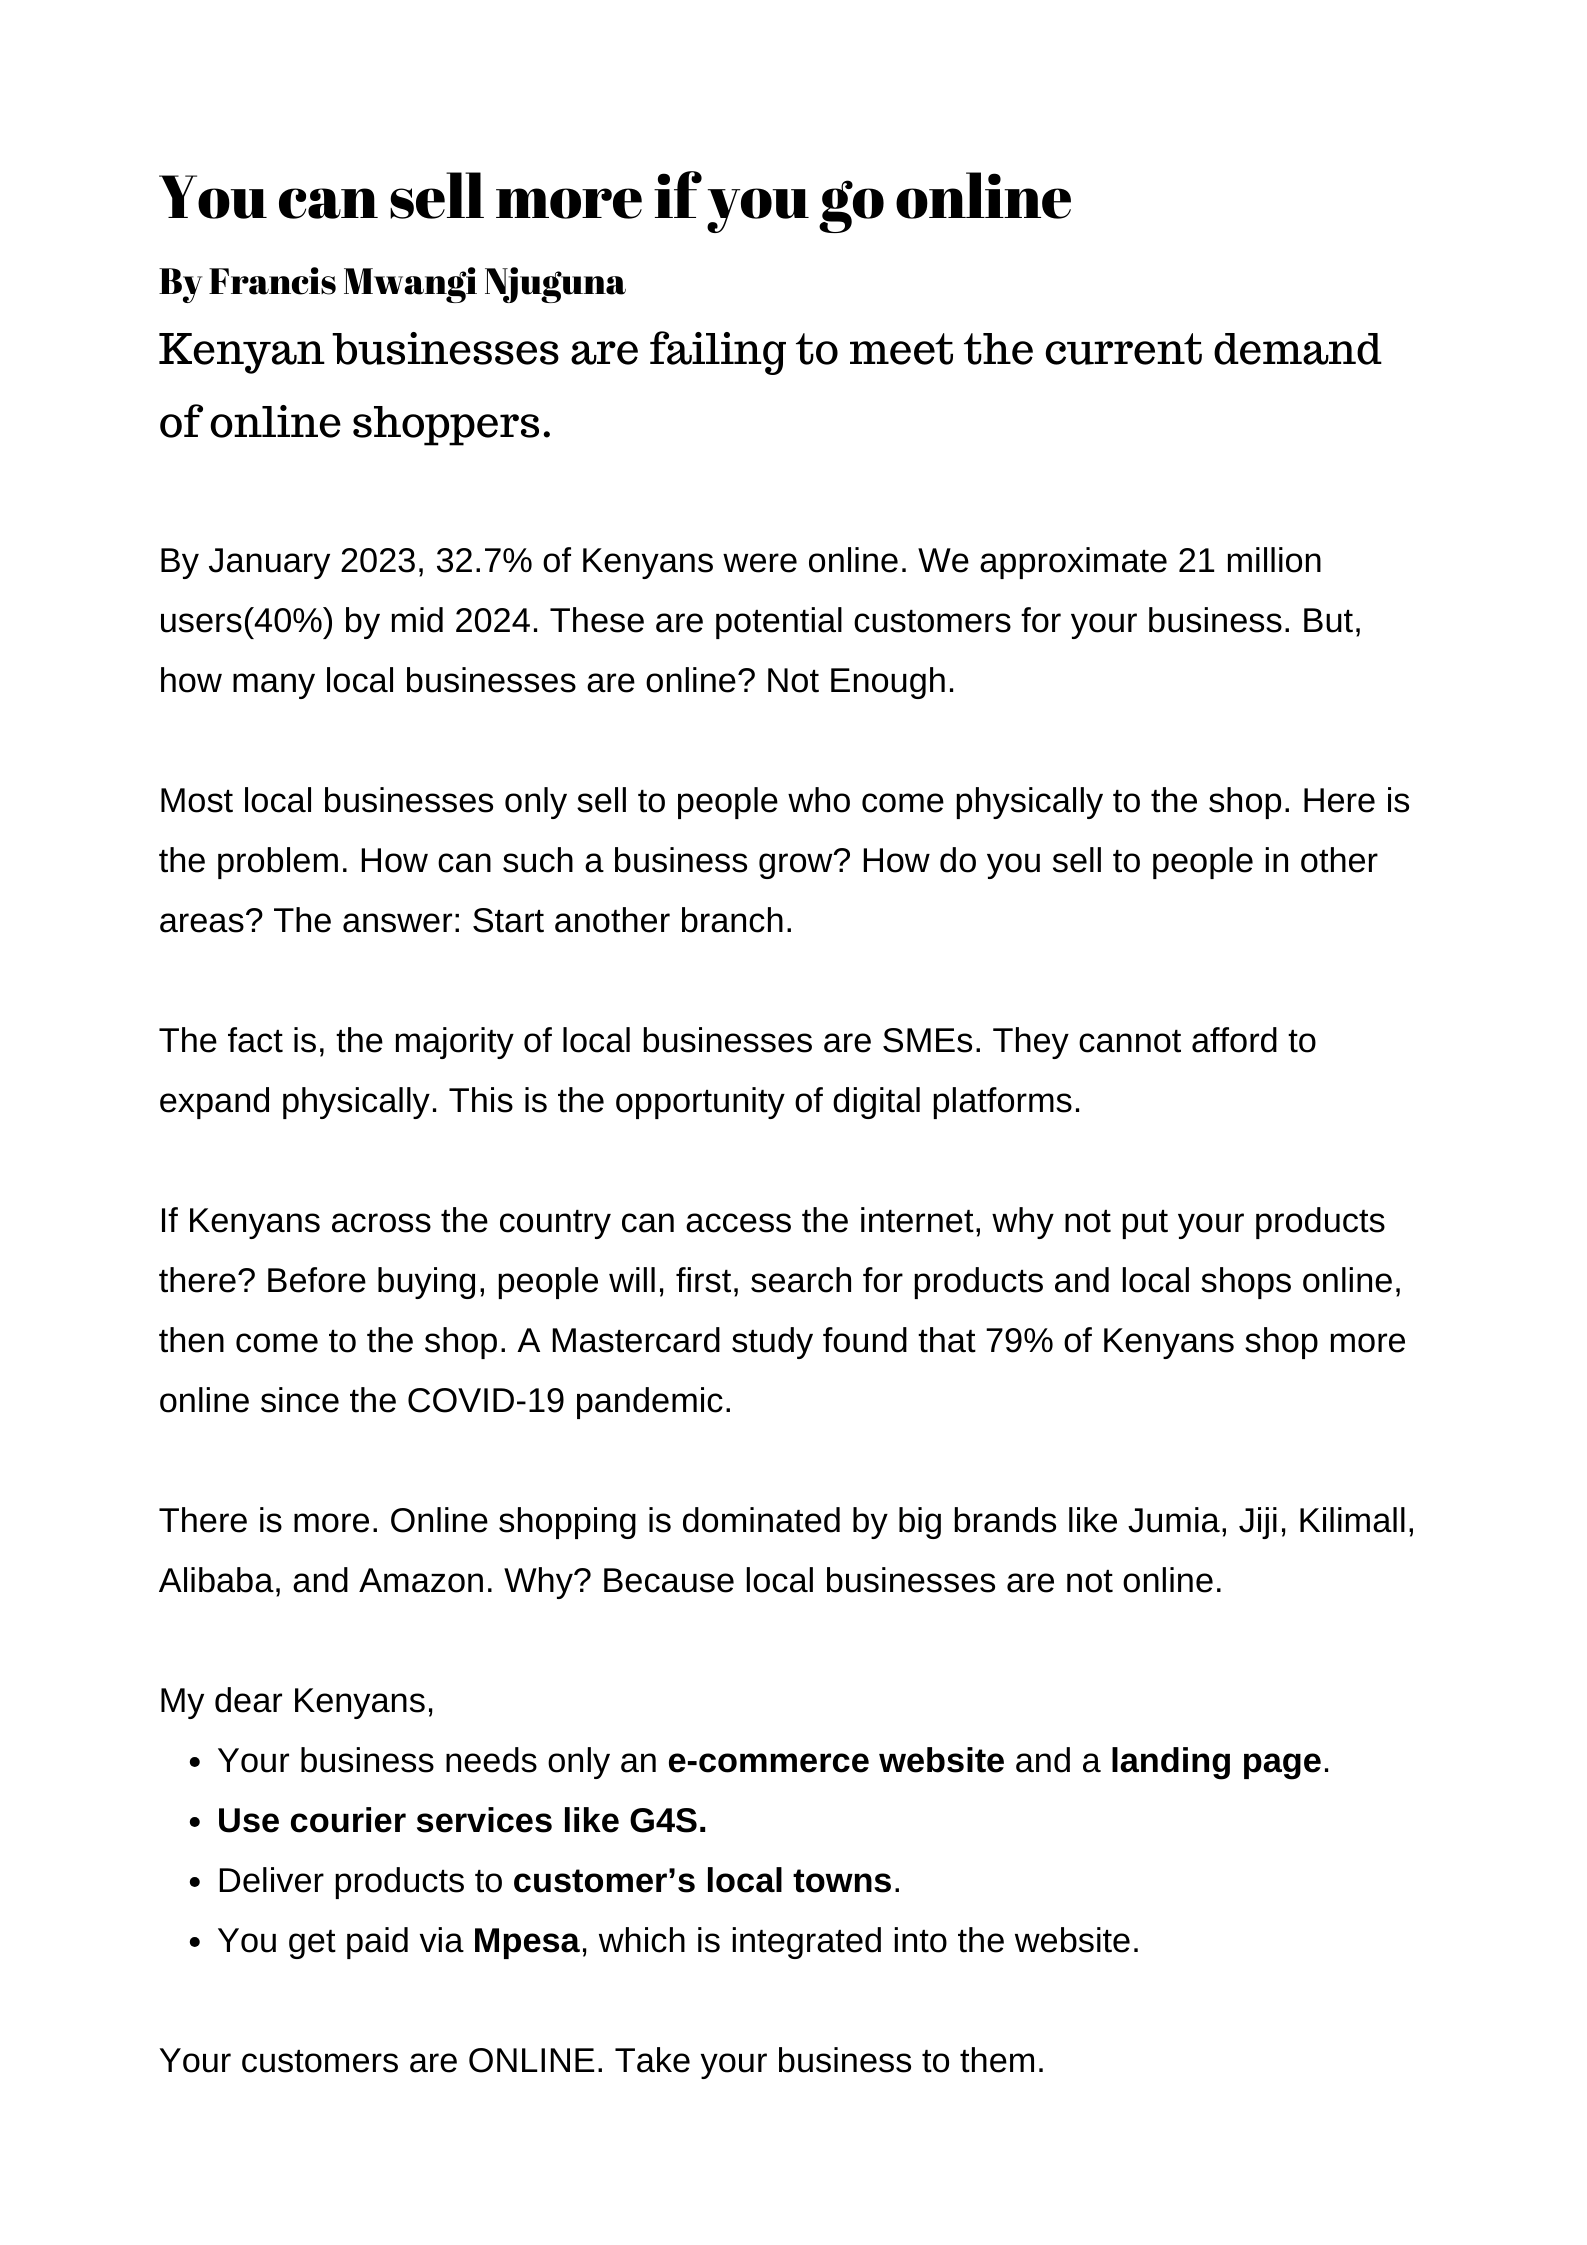 You can sell more if you go online
By Francis Mwangi Njuguna
Kenyan businesses are failing to meet the current demand
of online shoppers.
By January 2023, 32.7% of Kenyans were online. We approximate 21 million
users(40%) by mid 2024. These are potential customers for your business. But,
how many local businesses are online? Not Enough.
Most local businesses only sell to people who come physically to the shop. Here is
the problem. How can such a business grow? How do you sell to people in other
areas? The answer: Start another branch.
The fact is, the majority of local businesses are SMEs. They cannot afford to
expand physically. This is the opportunity of digital platforms.
If Kenyans across the country can access the internet, why not put your products
there? Before buying, people will, first, search for products and local shops online,
then come to the shop. A Mastercard study found that 79% of Kenyans shop more
online since the COVID-19 pandemic.
There is more. Online shopping is dominated by big brands like Jumia, Jiji, Kilimall,
Alibaba, and Amazon. Why? Because local businesses are not online.
My dear Kenyans,
• Your business needs only an e-commerce website and a landing page.
• Use courier services like G4S.
• Deliver products to customer’s local towns.
• You get paid via Mpesa, which is integrated into the website.
Your customers are ONLINE. Take your business to them.